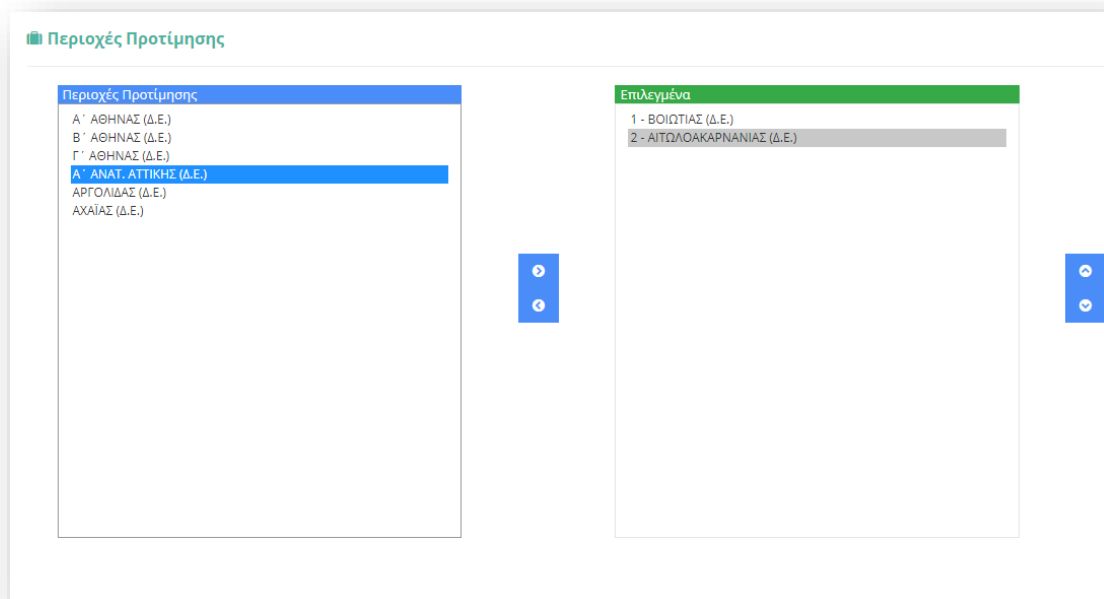 Περιοχές Προτίμησης
Περιοχές Προτίμησης
Α΄ ΑΘΗΝΑΣ (Δ.Ε.)
Β΄ ΑΘΗΝΑΣ (Δ.Ε.)
Γ΄ ΑΘΗΝΑΣ (Δ.Ε.)
Α΄ ΑΝΑΤ. ΑΤΤΙΚΗΣ (Δ.Ε.)
ΑΡΓΟΛΙΔΑΣ (Δ.Ε.)
ΑΧΑΪΑΣ (Δ.Ε.)
Επιλεγμένα
1 - ΒΟΙΩΤΙΑΣ (Δ.Ε.)
2 - ΑΙΤΩΛΟΑΚΑΡΝΑΝΙΑΣ (Δ.Ε.)